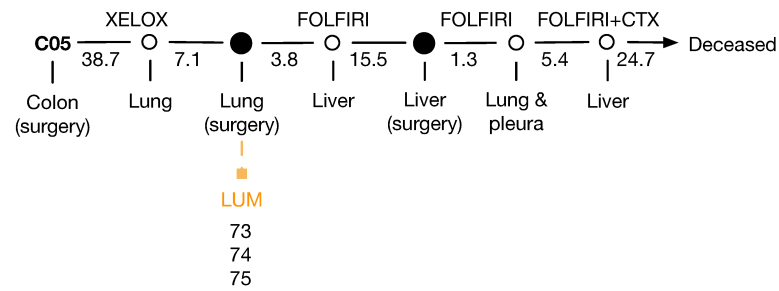 XELOX FOLFIRI FOLFIRI FOLFIRI+CTX
C05 Deceased
38.7 7.1 3.8 15.5 1.3 5.4 24.7
Colon Lung Lung Liver Liver Lung & Liver
(surgery) (surgery) (surgery) pleura
LUM
73
74
75